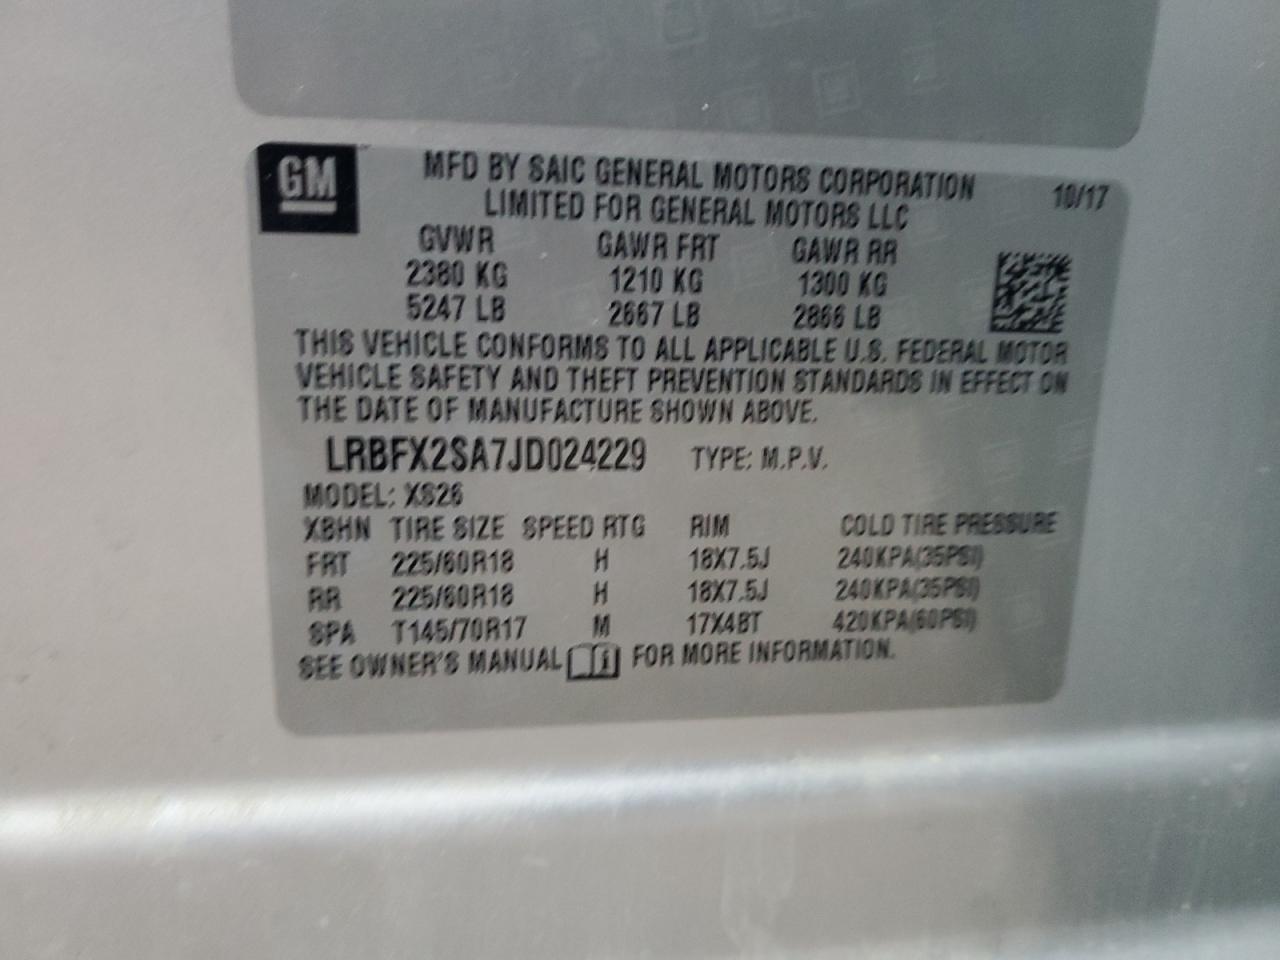 GM
MFD BY SAIC GENERAL MOTORS CORPORATION 10/17
LIMITED FOR GENERAL MOTORS LLC
GVWR GAWR FRT GAWR RR
2380 KG 1210 KG 1300 KG
5247 LB 2667 LB 2866 LB
THIS VEHICLE CONFORMS TO ALL APPLICABLE U.S. FEDERAL MOTOR
VEHICLE SAFETY AND THEFT PREVENTION STANDARDS IN EFFECT ON
THE DATE OF MANUFACTURE SHOWN ABOVE.
LRBFX2SA7JD024229 TYPE: M.P.V.
MODEL: XS26
XBHN TIRE SIZE SPEED RTG RIM COLD TIRE PRESSURE
FRT 225/60R18 H 18X7.5J 240KPA(35PSI)
RR 225/60R18 H 18X7.5J 240KPA(35PSI)
SPA T145/70R17 M 17X4BT 420KPA(60PSI)
SEE OWNER'S MANUAL FOR MORE INFORMATION.